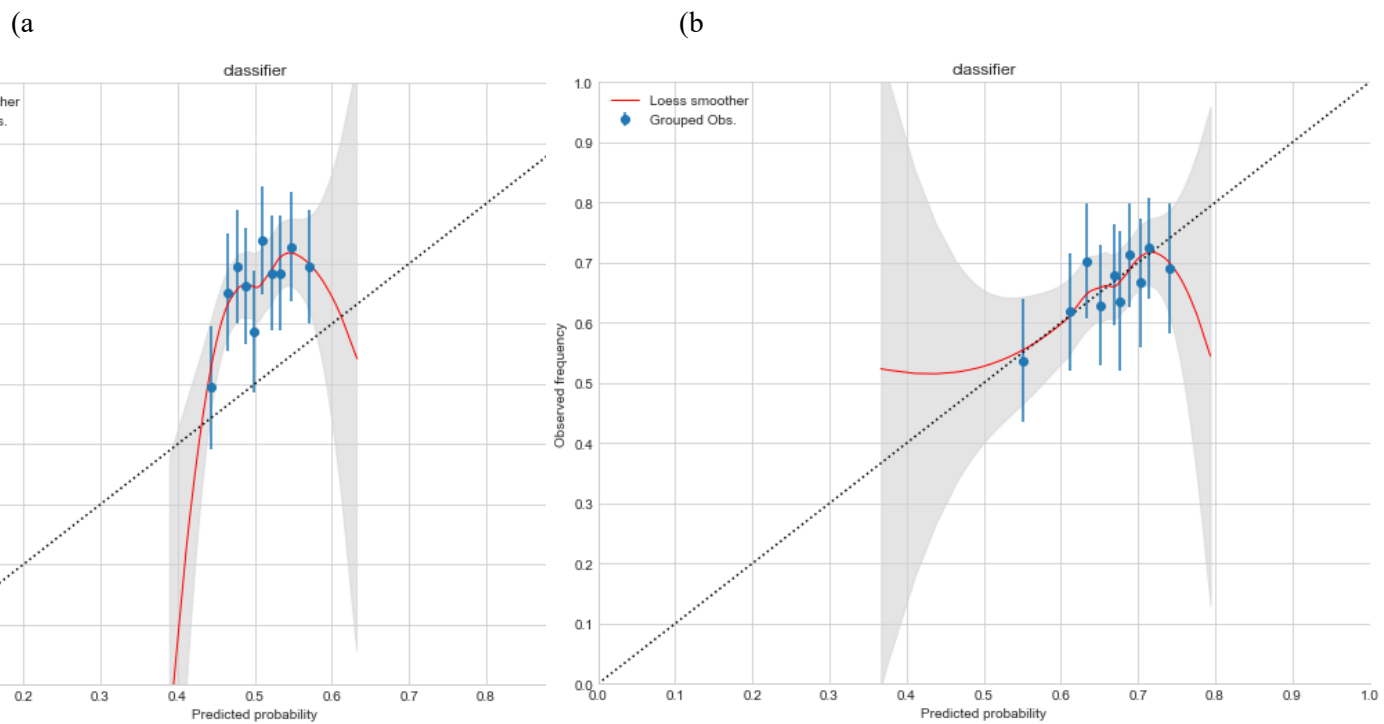 (a
(b
classifier
her
s.
0.2 0.3 0.4 0.5 0.6 0.7 0.8
Predicted probability
classifier
1.0
Loess smoother
Grouped Obs.
0.9
0.8
0.7
0.6
Observed frequency
0.5
0.4
0.3
0.2
0.1
0.0
0.0 0.1 0.2 0.3 0.4 0.5 0.6 0.7 0.8 0.9 1.0
Predicted probability